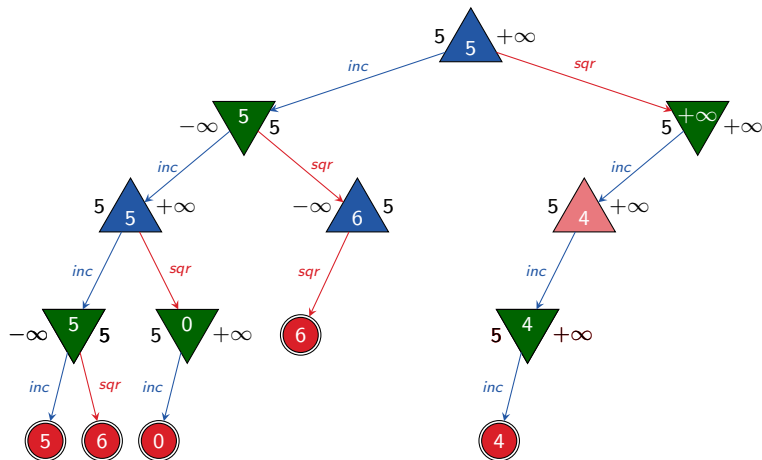 5 5 +∞
inc sqr
−∞ 5 5 5 +∞ +∞
inc sqr inc
5 5 +∞ −∞ 6 5 5 4 +∞
inc sqr sqr inc
−∞ 5 5 5 0 +∞ 6 5 4 +∞
inc sqr inc inc
5 6 0 4